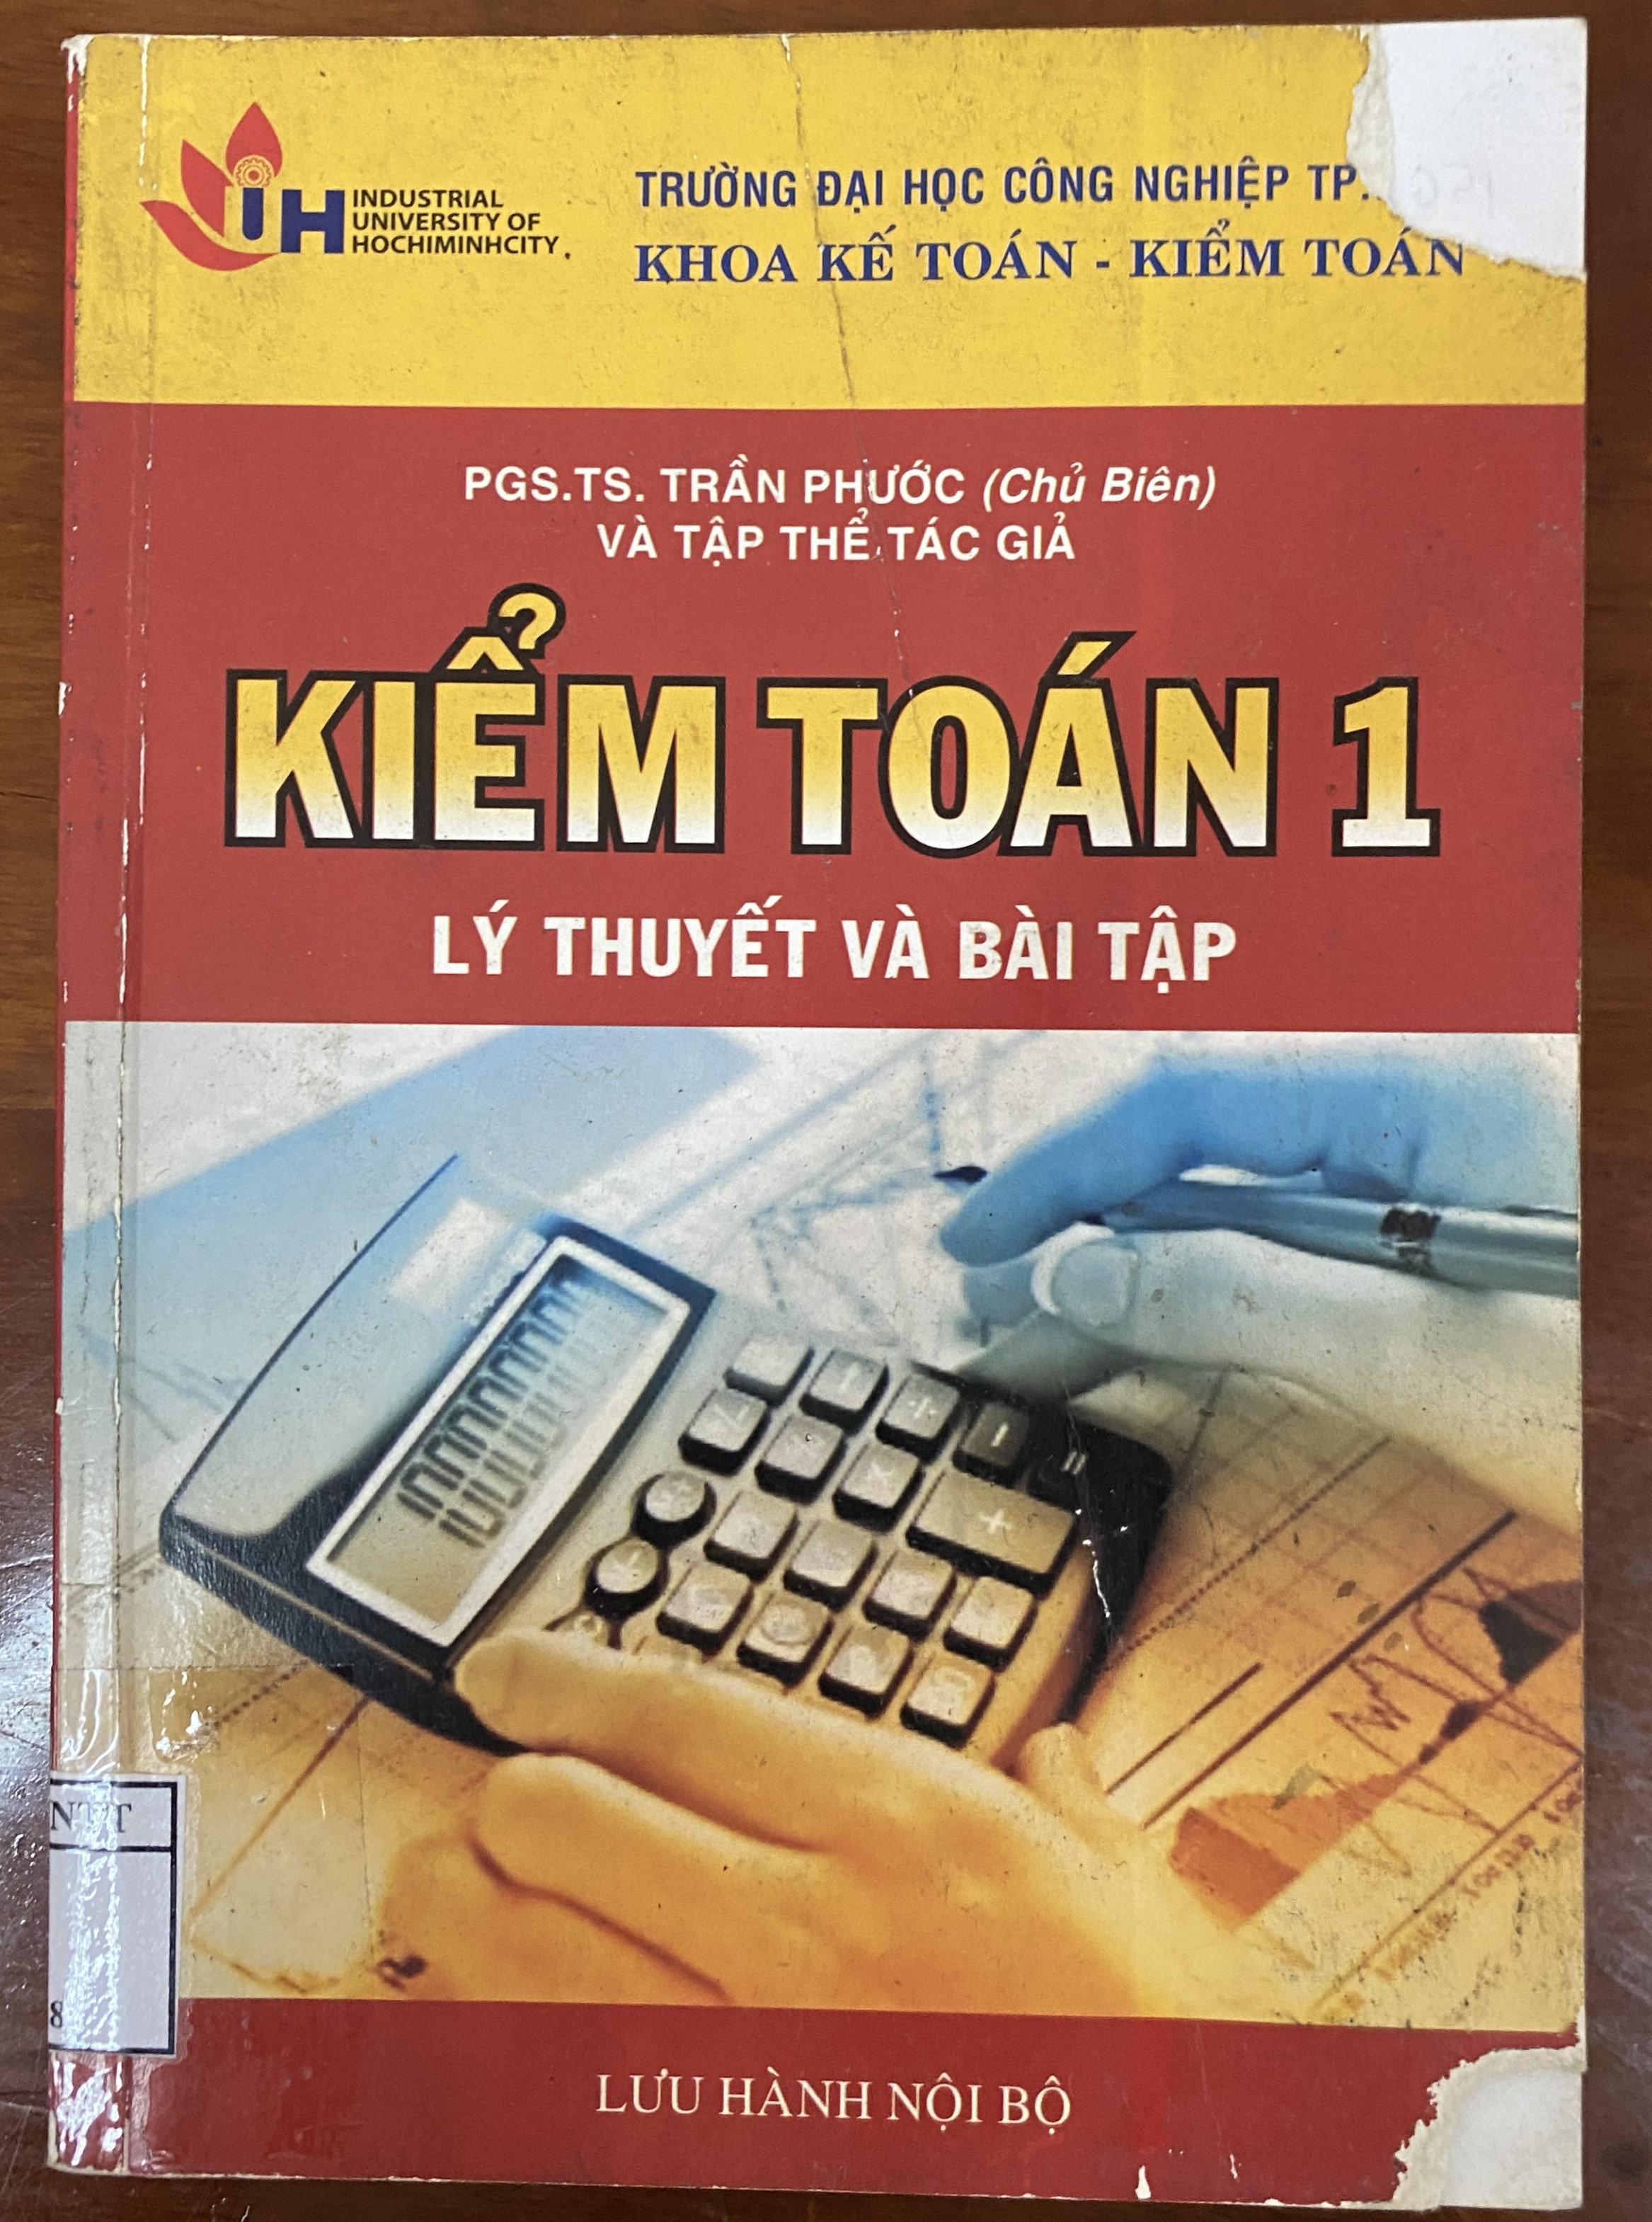 INDUSTRIAL
UNIVERSITY OF
HOCHIMINHCITY
IUH
TRƯỜNG ĐẠI HỌC CÔNG NGHIỆP TP.
KHOA KẾ TOÁN - KIỂM TOÁN
PGS.TS. TRẦN PHƯỚC (Chủ Biên)
VÀ TẬP THỂ TÁC GIẢ
KIỂM TOÁN 1
LÝ THUYẾT VÀ BÀI TẬP
NTT
8
LƯU HÀNH NỘI BỘ